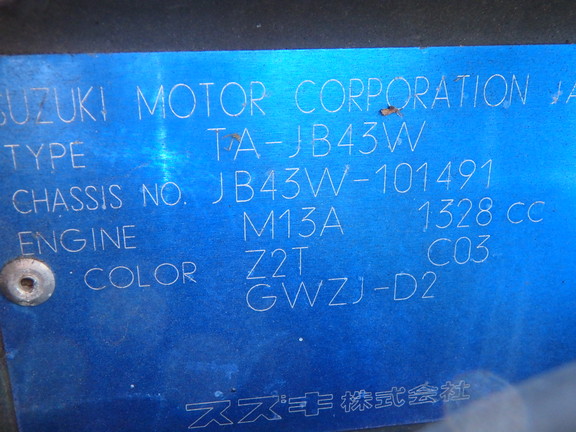 SUZUKI MOTOR CORPORATION JA
TYPE TA-JB43W
CHASSIS NO. JB43W-101491
ENGINE M13A 1328 CC
COLOR Z2T C03
GWZJ-D2
スズキ株式会社